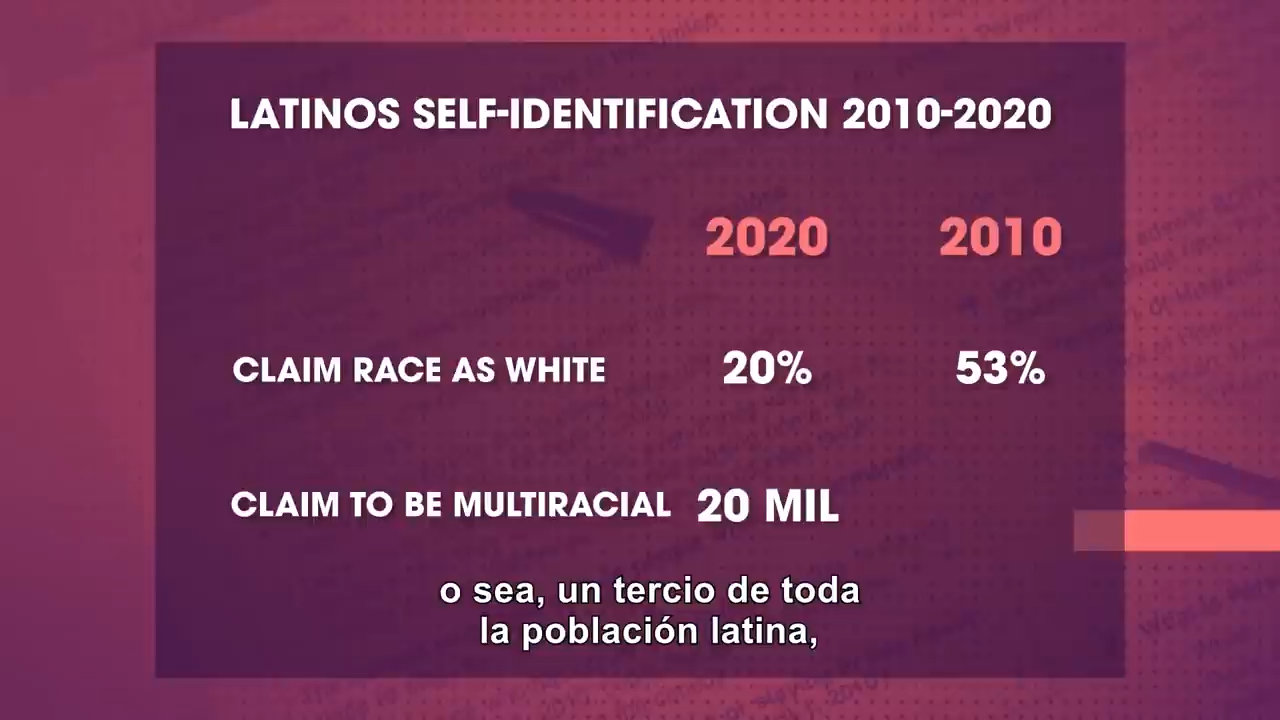 LATINOS SELF-IDENTIFICATION 2010-2020
2020 2010
CLAIM RACE AS WHITE 20% 53%
CLAIM TO BE MULTIRACIAL 20 MIL
o sea, un tercio de toda
la población latina,